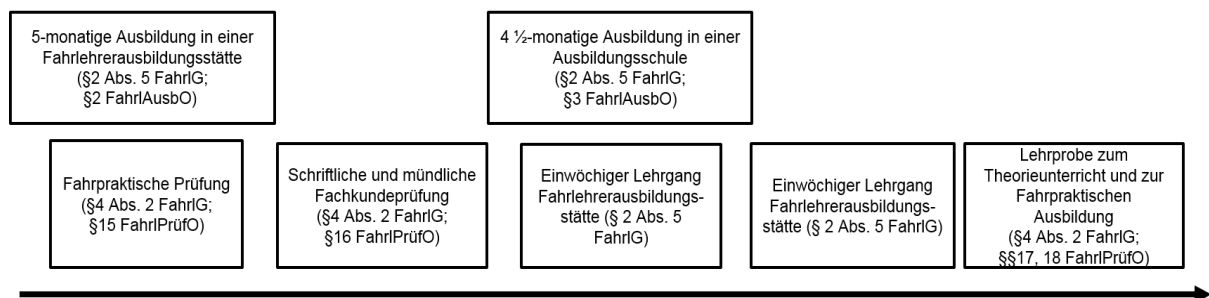 5-monatige Ausbildung in einer
Fahrlehrerausbildungsstätte
(§2 Abs. 5 FahrlG;
§2 FahrlAusbO)
4 ½-monatige Ausbildung in einer
Ausbildungsschule
(§2 Abs. 5 FahrlG;
§3 FahrlAusbO)
Fahrpraktische Prüfung
(§4 Abs. 2 FahrlG;
§15 FahrlPrüfO)
Schriftliche und mündliche
Fachkundeprüfung
(§4 Abs. 2 FahrlG;
§16 FahrlPrüfO)
Einwöchiger Lehrgang
Fahrlehrerausbildungs-
stätte (§ 2 Abs. 5
FahrlG)
Einwöchiger Lehrgang
Fahrlehrerausbildungs-
stätte (§ 2 Abs. 5 FahrlG)
Lehrprobe zum
Theorieunterricht und zur
Fahrpraktischen
Ausbildung
(§4 Abs. 2 FahrlG;
§§17, 18 FahrlPrüfO)